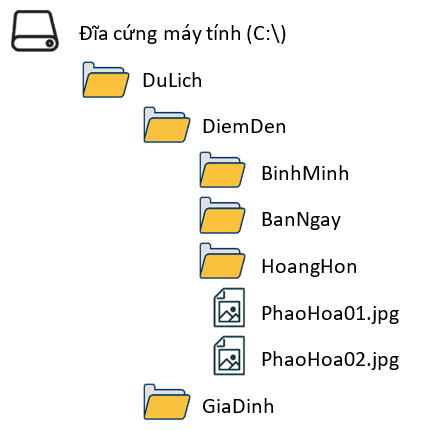 Đĩa cứng máy tính (C:\)
DuLich
DiemDen
BinhMinh
BanNgay
HoangHon
PhaoHoa01.jpg
PhaoHoa02.jpg
GiaDinh